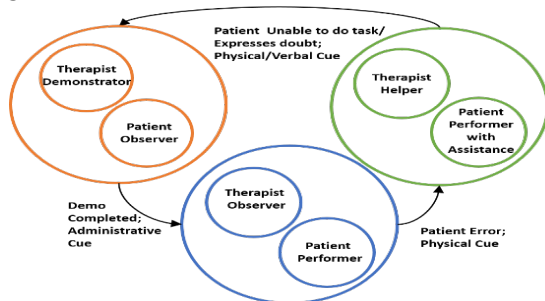 Patient Unable to do task/
Expresses doubt;
Physical/Verbal Cue
Therapist
Demonstrator
Patient
Observer
Therapist
Helper
Patient
Performer
with
Assistance
Demo
Completed;
Administrative
Cue
Therapist
Observer
Patient
Performer
Patient Error;
Physical Cue